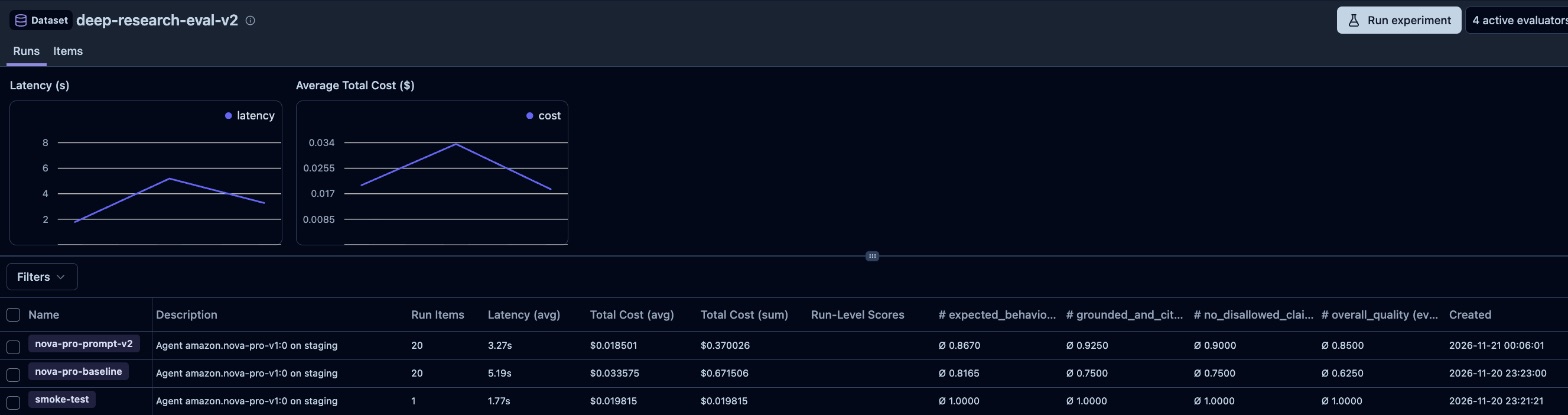 Dataset deep-research-eval-v2
Run experiment
4 active evaluators
Runs Items
Latency (s)
latency
8
6
4
2
Average Total Cost ($)
cost
0.034
0.0255
0.017
0.0085
Filters
Name Description Run Items Latency (avg) Total Cost (avg) Total Cost (sum) Run-Level Scores # expected_behavio... # grounded_and_cit... # no_disallowed_clai... # overall_quality (ev... Created
nova-pro-prompt-v2 Agent amazon.nova-pro-v1:0 on staging 20 3.27s $0.018501 $0.370026 Ø 0.8670 Ø 0.9250 Ø 0.9000 Ø 0.8500 2026-11-21 00:06:01
nova-pro-baseline Agent amazon.nova-pro-v1:0 on staging 20 5.19s $0.033575 $0.671506 Ø 0.8165 Ø 0.7500 Ø 0.7500 Ø 0.6250 2026-11-20 23:23:00
smoke-test Agent amazon.nova-pro-v1:0 on staging 1 1.77s $0.019815 $0.019815 Ø 1.0000 Ø 1.0000 Ø 1.0000 Ø 1.0000 2026-11-20 23:21:21